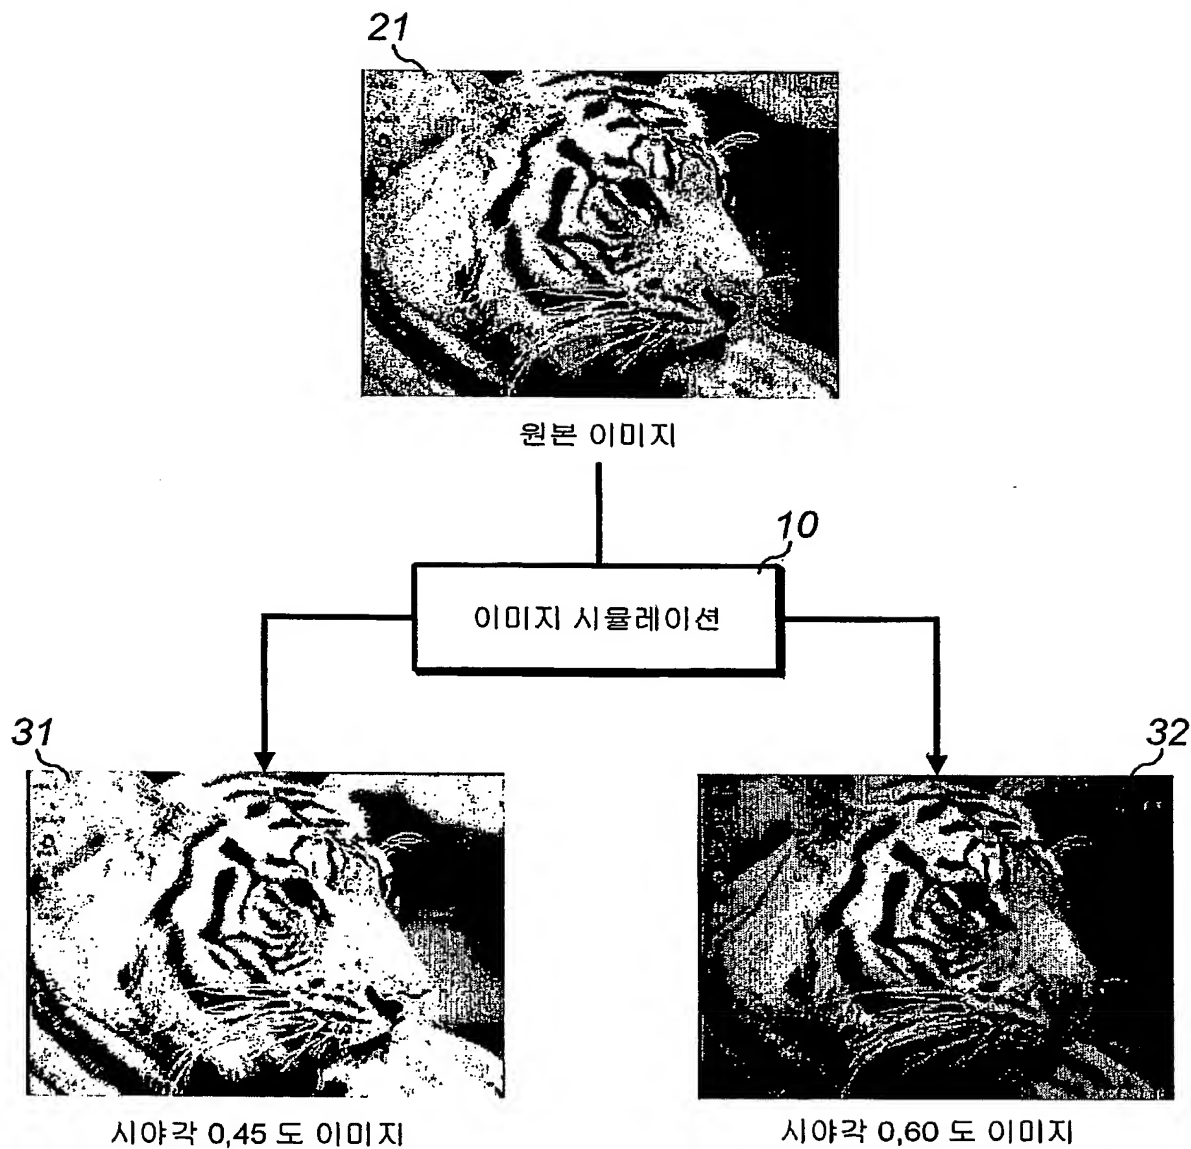 21
원본 이미지
10
이미지 시뮬레이션
31
32
시야각 0,45 도 이미지
시야각 0,60 도 이미지